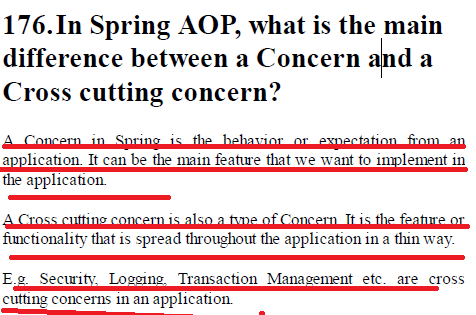 176.In Spring AOP, what is the main
difference between a Concern and a
Cross cutting concern?
A Concern in Spring is the behavior or expectation from an
application. It can be the main feature that we want to implement in
the application.
A Cross cutting concern is also a type of Concern. It is the feature or
functionality that is spread throughout the application in a thin way.
E.g. Security, Logging, Transaction Management etc. are cross
cutting concerns in an application.